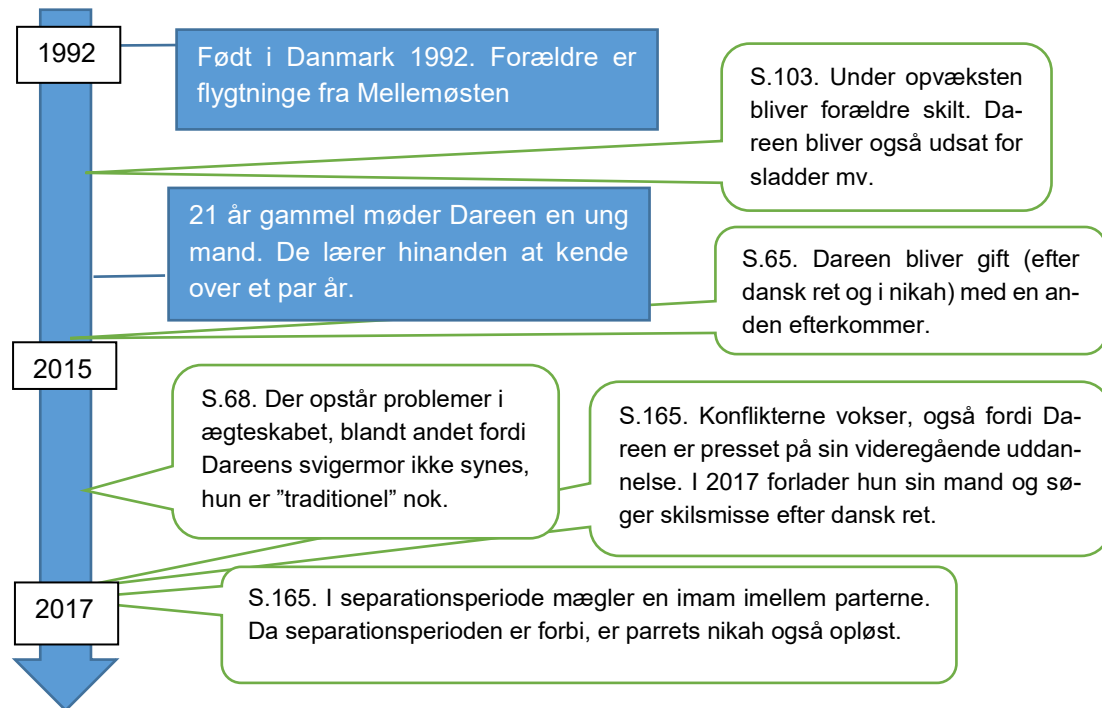 1992
Født i Danmark 1992. Forældre er
flygtninge fra Mellemøsten
S.103. Under opvæksten
bliver forældre skilt. Da-
reen bliver også udsat for
sladder mv.
21 år gammel møder Dareen en ung
mand. De lærer hinanden at kende
over et par år.
S.65. Dareen bliver gift (efter
dansk ret og i nikah) med en an-
den efterkommer.
2015
S.68. Der opstår problemer i
ægteskabet, blandt andet fordi
Dareens svigermor ikke synes,
hun er ”traditionel” nok.
S.165. Konflikterne vokser, også fordi Da-
reen er presset på sin videregående uddan-
nelse. I 2017 forlader hun sin mand og sø-
ger skilsmisse efter dansk ret.
2017
S.165. I separationsperiode mægler en imam imellem parterne.
Da separationsperioden er forbi, er parrets nikah også opløst.